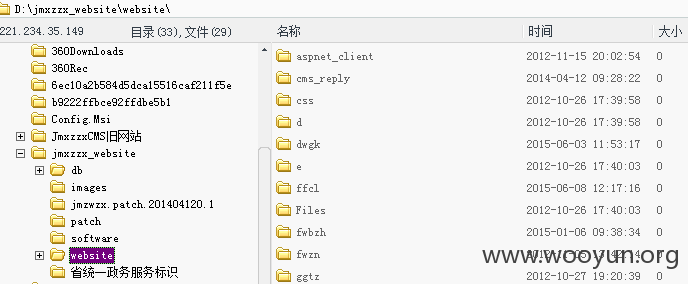 D:\jmxzzx_website\website\
221.234.35.149 目录(33),文件(29) 名称 时间 大小
360Downloads
360Rec
6ec10a2b584d5dca15516caf211f5e
b9222ffbce92ffdbe5b1
Config.Msi
JmxzzxCMS旧网站
jmxzzx_website
db
images
jmzwzx.patch.201404120.1
patch
software
website
省统一政务服务标识
aspnet_client 2012-11-15 20:02:54 0
cms_reply 2014-04-12 09:28:22 0
css 2012-10-26 17:39:58 0
d 2012-10-26 17:39:58 0
dwgk 2015-06-03 11:53:17 0
e 2012-10-26 17:40:03 0
ffcl 2015-06-08 12:17:16 0
Files 2012-10-26 17:40:03 0
fwbzh 2015-01-06 09:38:34 0
fwzn
ggtz 2012-10-27 19:20:39 0
www.wooyun.org